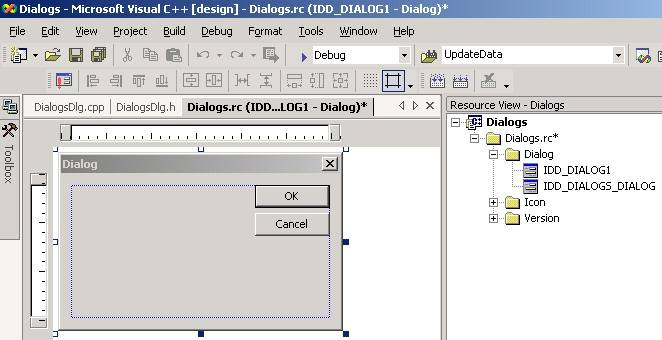 Dialogs - Microsoft Visual C++ [design] - Dialogs.rc (IDD_DIALOG1 - Dialog)*
File Edit View Project Build Debug Format Tools Window Help
Debug UpdateData
DialogsDlg.cpp DialogsDlg.h Dialogs.rc (IDD...LOG1 - Dialog)*
Toolbox
Dialog
OK
Cancel
Resource View - Dialogs
Dialogs
Dialogs.rc*
Dialog
IDD_DIALOG1
IDD_DIALOGS_DIALOG
Icon
Version